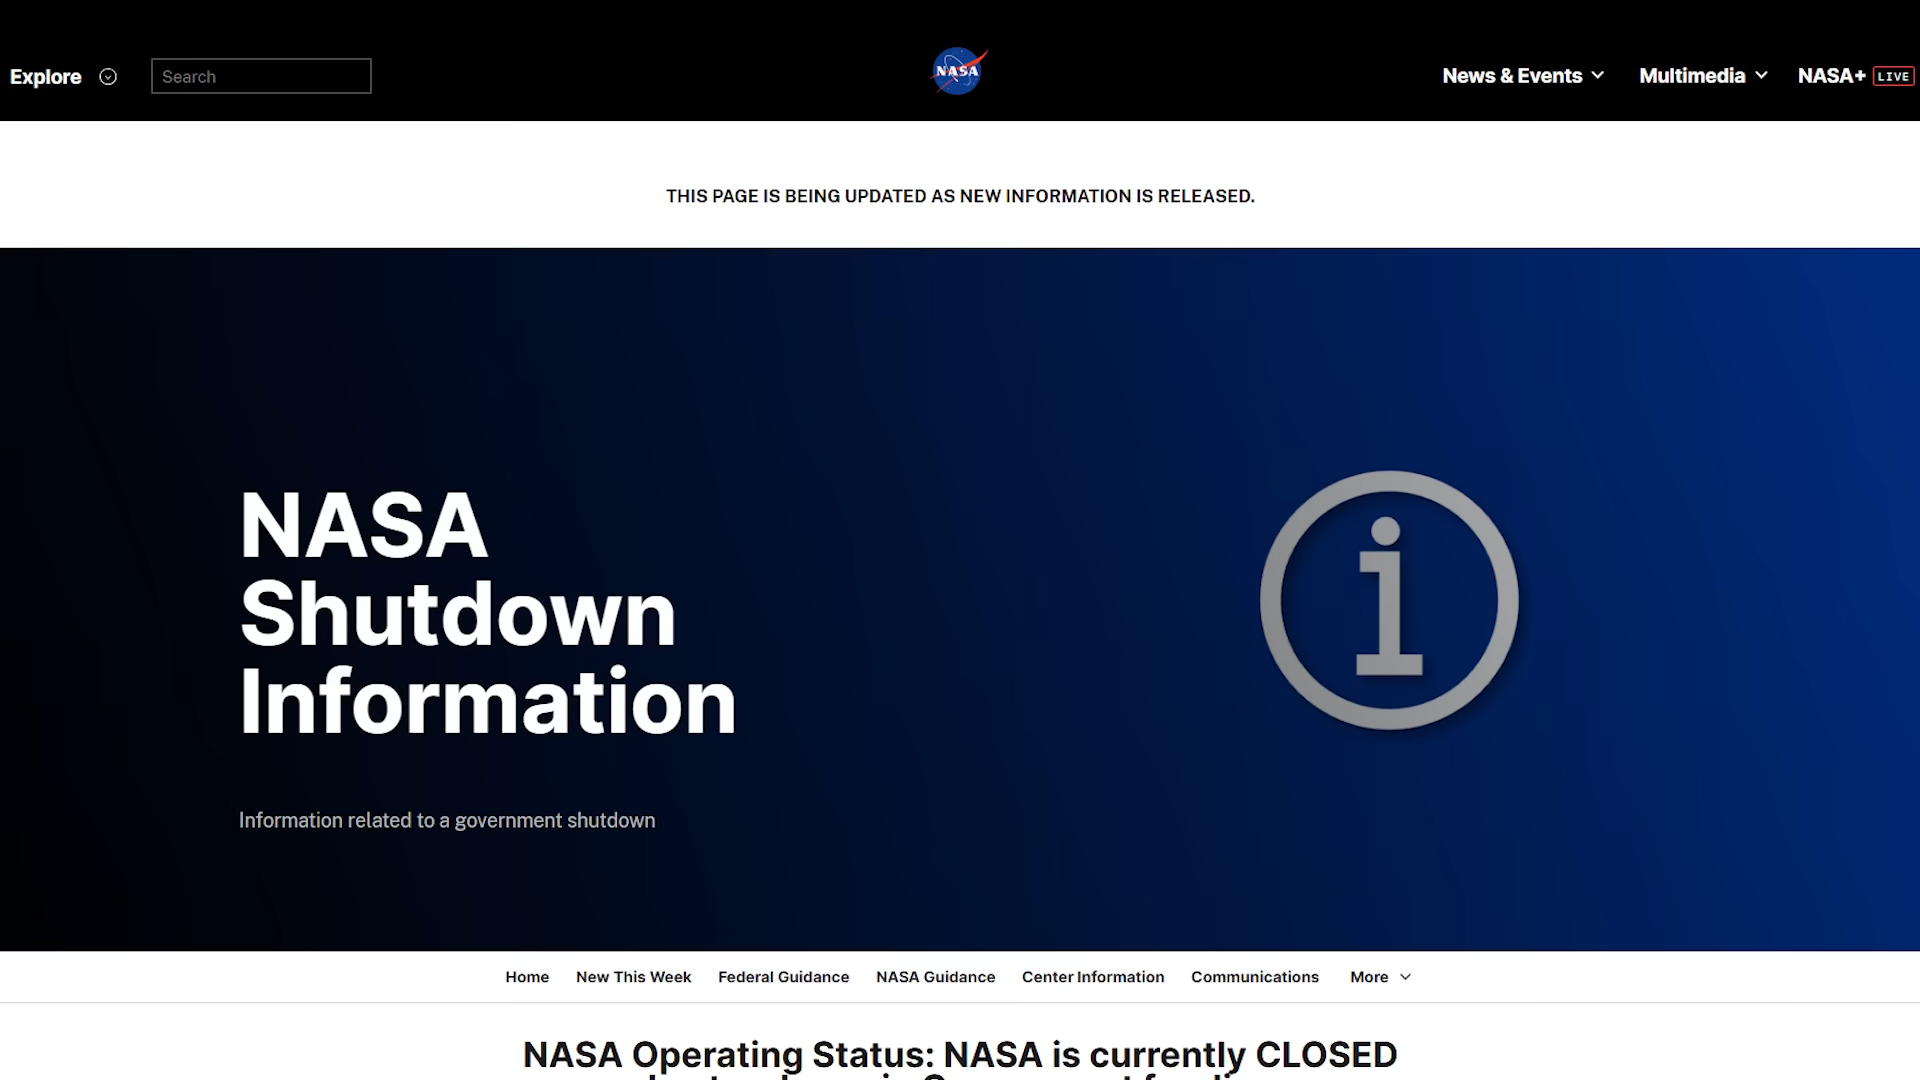 Explore
Search
NASA
News & Events
Multimedia
NASA+ LIVE
THIS PAGE IS BEING UPDATED AS NEW INFORMATION IS RELEASED.
NASA
Shutdown
Information
Information related to a government shutdown
Home New This Week Federal Guidance NASA Guidance Center Information Communications More
NASA Operating Status: NASA is currently CLOSED